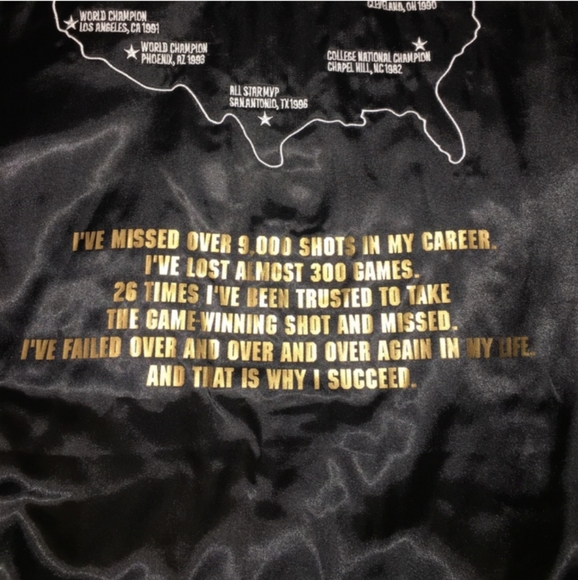 CLEVELAND, OH 1990
WORLD CHAMPION
LOS ANGELES, CA 1991
WORLD CHAMPION
PHOENIX, AZ 1993
COLLEGE NATIONAL CHAMPION
CHAPEL HILL, NC 1982
ALL STAR MVP
SAN ANTONIO, TX 1996
I'VE MISSED OVER 9,000 SHOTS IN MY CAREER.
I'VE LOST ALMOST 300 GAMES.
26 TIMES I'VE BEEN TRUSTED TO TAKE
THE GAME-WINNING SHOT AND MISSED.
I'VE FAILED OVER AND OVER AND OVER AGAIN IN MY LIFE.
AND THAT IS WHY I SUCCEED.